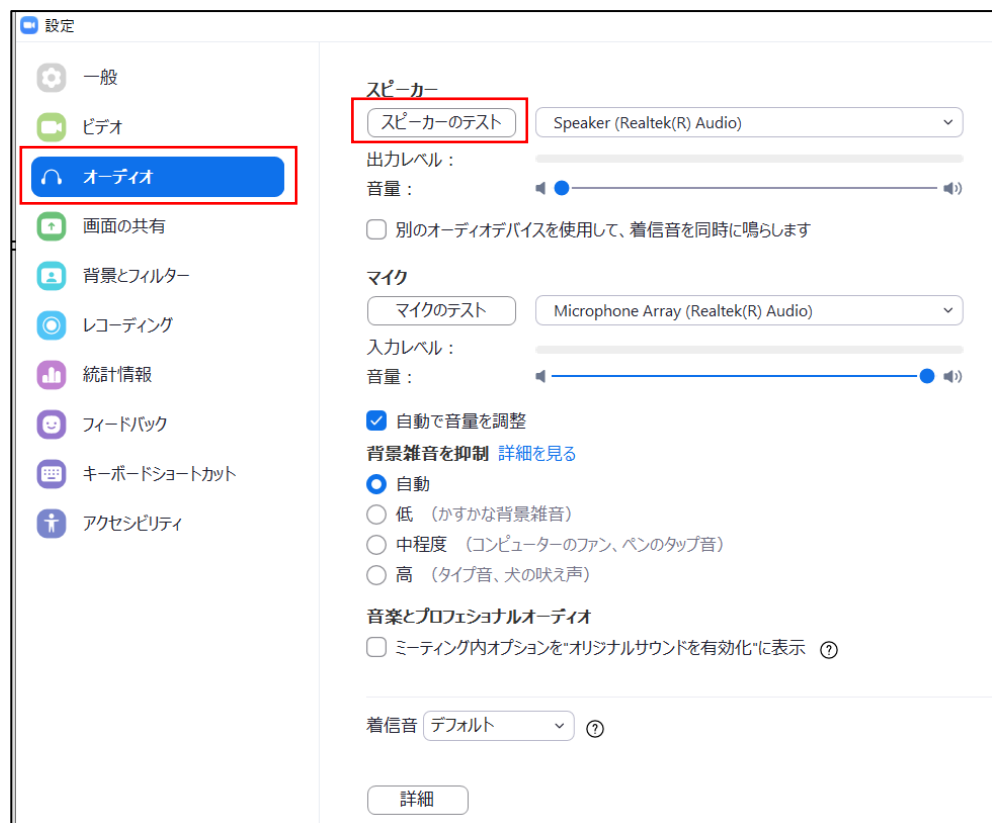 設定
一般
ビデオ
オーディオ
画面の共有
背景とフィルター
レコーディング
統計情報
フィードバック
キーボードショートカット
アクセシビリティ
スピーカー
スピーカーのテスト Speaker (Realtek(R) Audio)
出力レベル：
音量：
別のオーディオデバイスを使用して、着信音を同時に鳴らします
マイク
マイクのテスト Microphone Array (Realtek(R) Audio)
入力レベル：
音量：
自動で音量を調整
背景雑音を抑制 詳細を見る
自動
低 （かすかな背景雑音）
中程度 （コンピューターのファン、ペンのタップ音）
高 （タイプ音、犬の吠え声）
音楽とプロフェショナルオーディオ
ミーティング内オプションを"オリジナルサウンドを有効化"に表示 ?
着信音 デフォルト ?
詳細